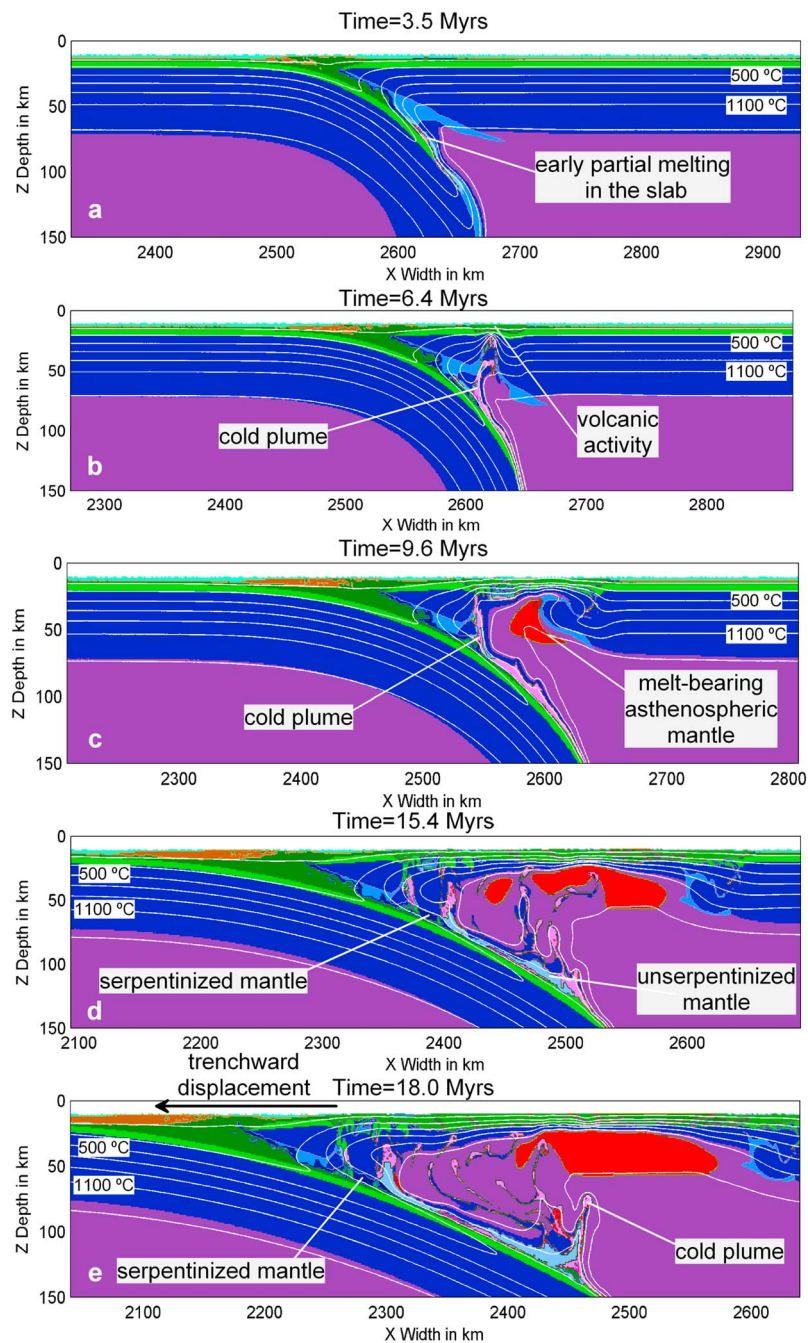 Time=3.5 Myrs
0
50
100
150
Z Depth in km
500 ºC
1100 ºC
early partial melting
in the slab
a
2400
2500
2600
2700
2800
2900
X Width in km
Time=6.4 Myrs
0
50
100
150
Z Depth in km
500 ºC
1100 ºC
cold plume
volcanic
activity
b
2300
2400
2500
2600
2700
2800
X Width in km
Time=9.6 Myrs
0
50
100
150
Z Depth in km
500 ºC
1100 ºC
cold plume
melt-bearing
asthenospheric
mantle
c
2300
2400
2500
2600
2700
2800
X Width in km
Time=15.4 Myrs
0
50
100
150
Z Depth in km
500 ºC
1100 ºC
serpentinized mantle
unserpentinized
mantle
d
2100
2200
2300
2400
2500
2600
X Width in km
trenchward
displacement
Time=18.0 Myrs
0
50
100
150
Z Depth in km
500 ºC
1100 ºC
cold plume
serpentinized mantle
e
2100
2200
2300
2400
2500
2600
X Width in km